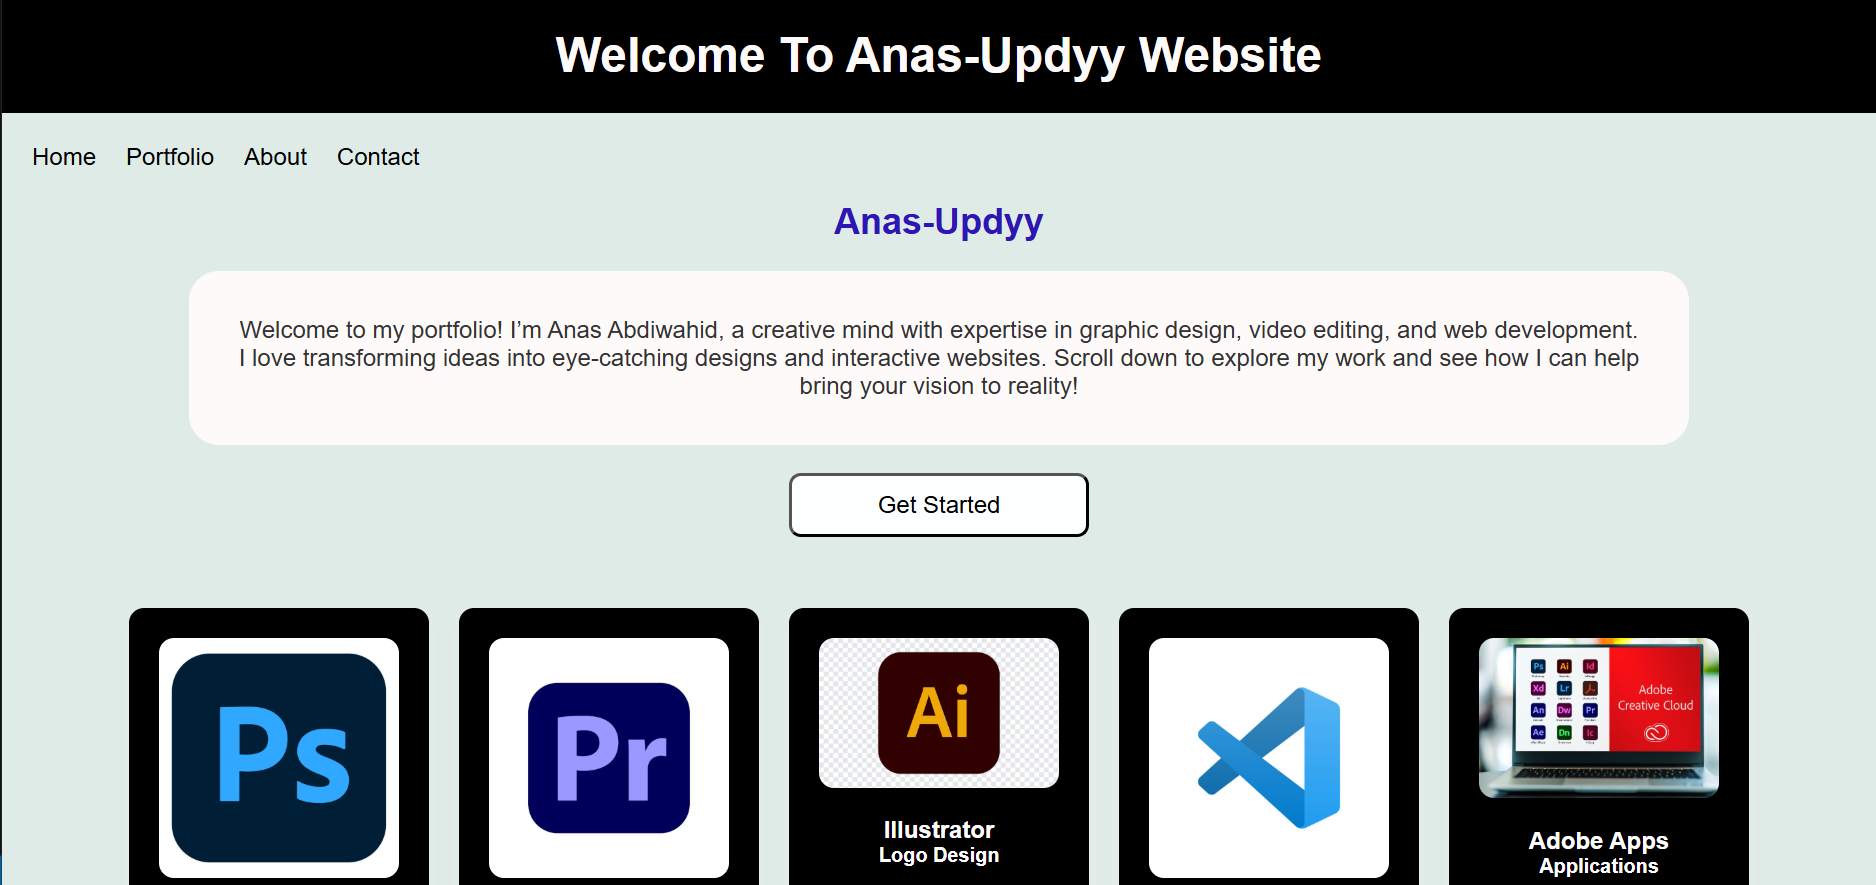 Welcome To Anas-Updyy Website
Home Portfolio About Contact
Anas-Updyy
Welcome to my portfolio! I’m Anas Abdiwahid, a creative mind with expertise in graphic design, video editing, and web development.
I love transforming ideas into eye-catching designs and interactive websites. Scroll down to explore my work and see how I can help
bring your vision to reality!
Get Started
Ps
Pr
Ai
Illustrator
Logo Design
Ps Ai Id
Xd Lr
An Dw Pr
Ae Dn Ic
Adobe
Creative Cloud
Adobe Apps
Applications